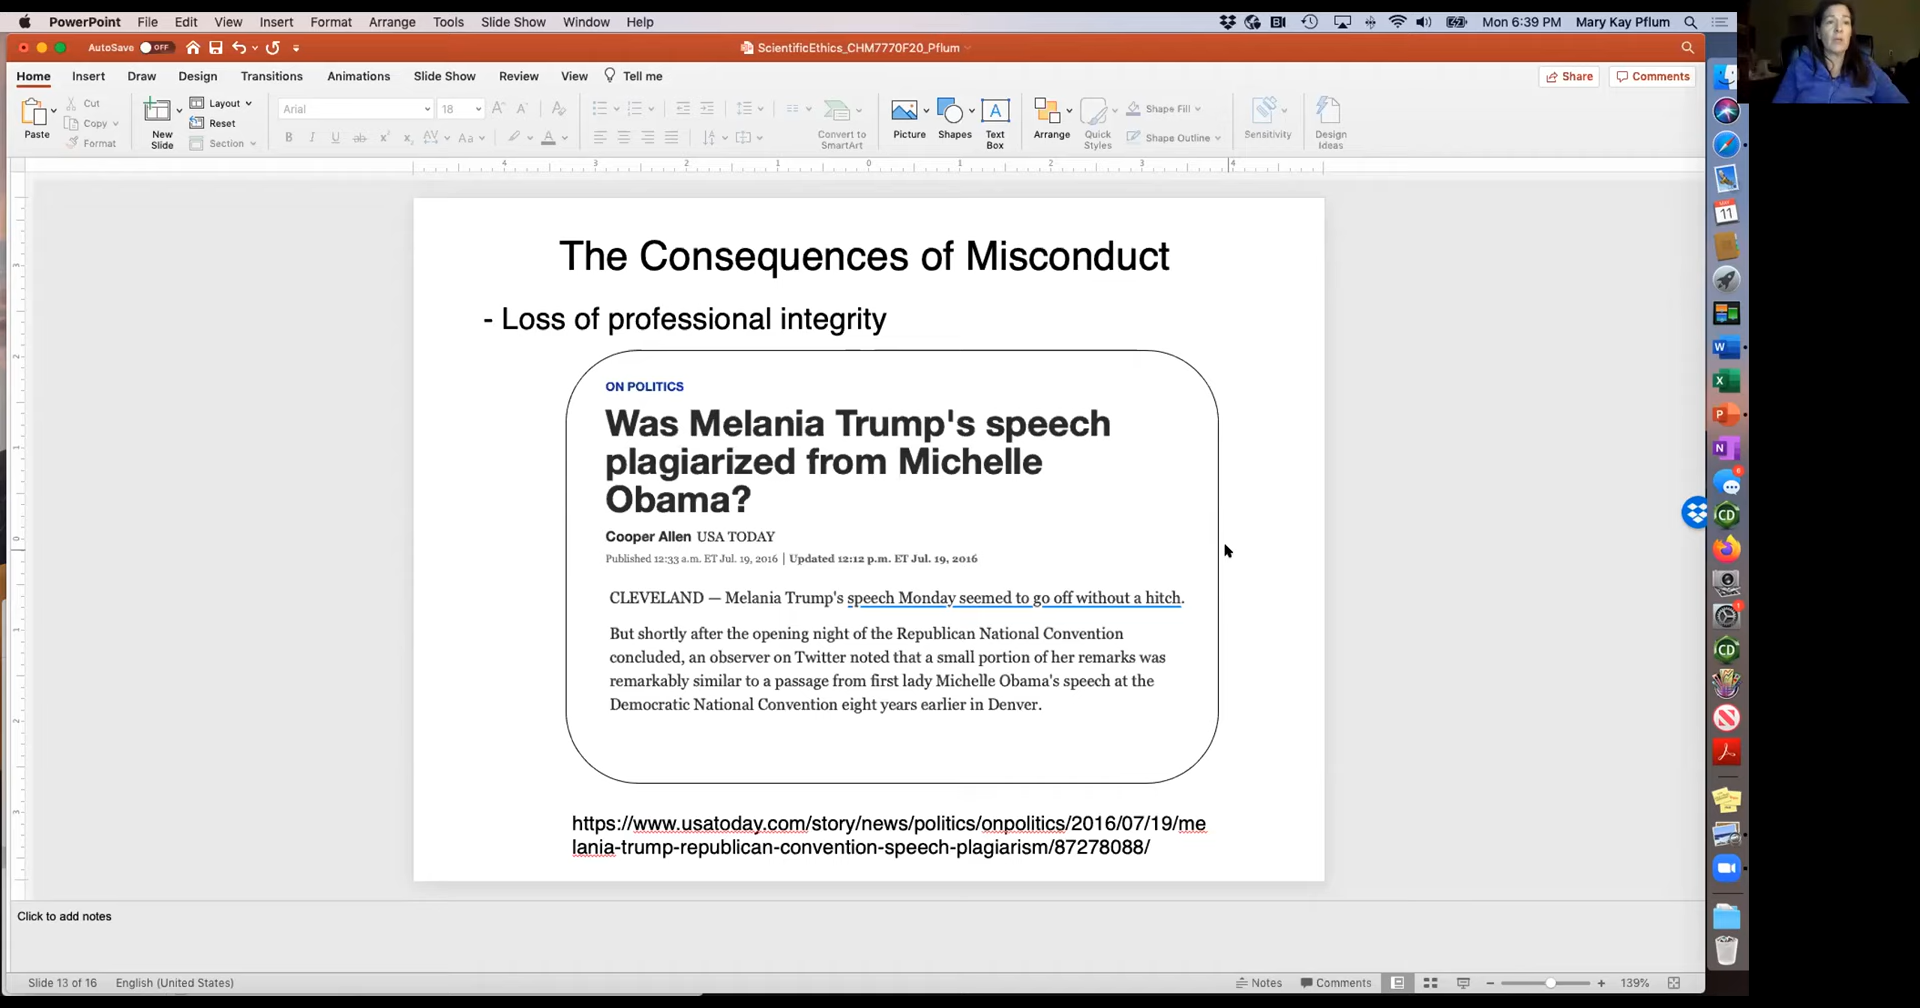 PowerPoint File Edit View Insert Format Arrange Tools Slide Show Window Help Mon 6:39 PM Mary Kay Pflum
AutoSave OFF ScientificEthics_CHM7770F20_Pflum
Home Insert Draw Design Transitions Animations Slide Show Review View Tell me Share Comments
Paste
Cut
Copy
Format
New
Slide
Layout
Reset
Section
Arial 18
B I U
Convert to
SmartArt
Picture
Shapes
Text
Box
Arrange
Quick
Styles
Shape Fill
Shape Outline
Sensitivity
Design
Ideas
4 3 2 1 0 1 2 3 4
The Consequences of Misconduct
- Loss of professional integrity
ON POLITICS
Was Melania Trump's speech
plagiarized from Michelle
Obama?
Cooper Allen USA TODAY
Published 12:33 a.m. ET Jul. 19, 2016 | Updated 12:12 p.m. ET Jul. 19, 2016
CLEVELAND — Melania Trump's speech Monday seemed to go off without a hitch.
But shortly after the opening night of the Republican National Convention
concluded, an observer on Twitter noted that a small portion of her remarks was
remarkably similar to a passage from first lady Michelle Obama's speech at the
Democratic National Convention eight years earlier in Denver.
https://www.usatoday.com/story/news/politics/onpolitics/2016/07/19/me
lania-trump-republican-convention-speech-plagiarism/87278088/
Click to add notes
Slide 13 of 16 English (United States) Notes Comments 139%